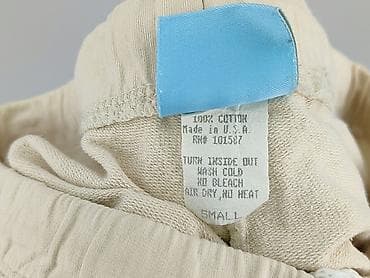 100% COTTON
Made in U.S.A.
RN# 101587
TURN INSIDE OUT
WASH COLD
NO BLEACH
AIR DRY, NO HEAT
SMALL